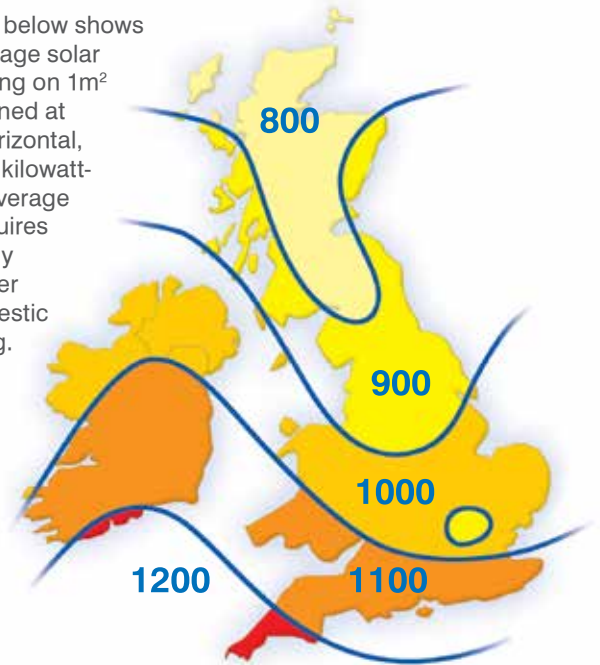 below shows
age solar
ng on 1m²
ned at
rizontal,
kilowatt-
verage
uires
y
er
estic
g.
800
900
1000
1200
1100